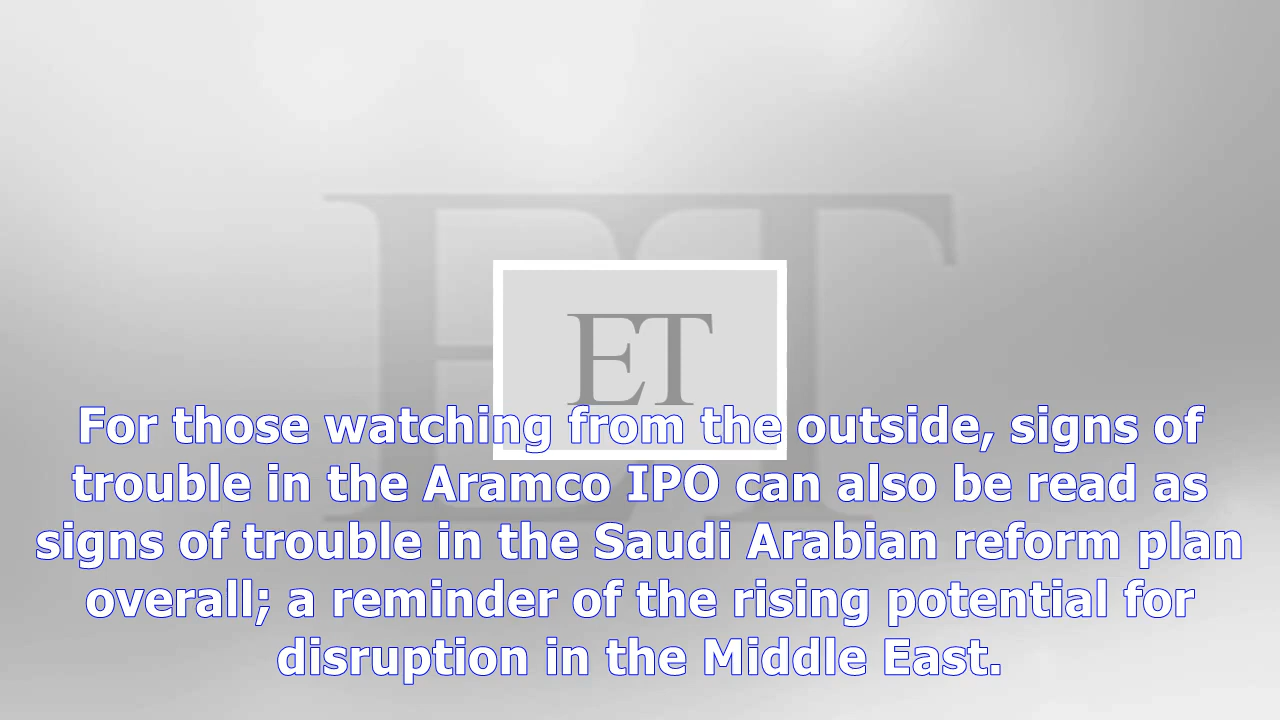 ET
ET
For those watching from the outside, signs of
trouble in the Aramco IPO can also be read as
signs of trouble in the Saudi Arabian reform plan
overall; a reminder of the rising potential for
disruption in the Middle East.